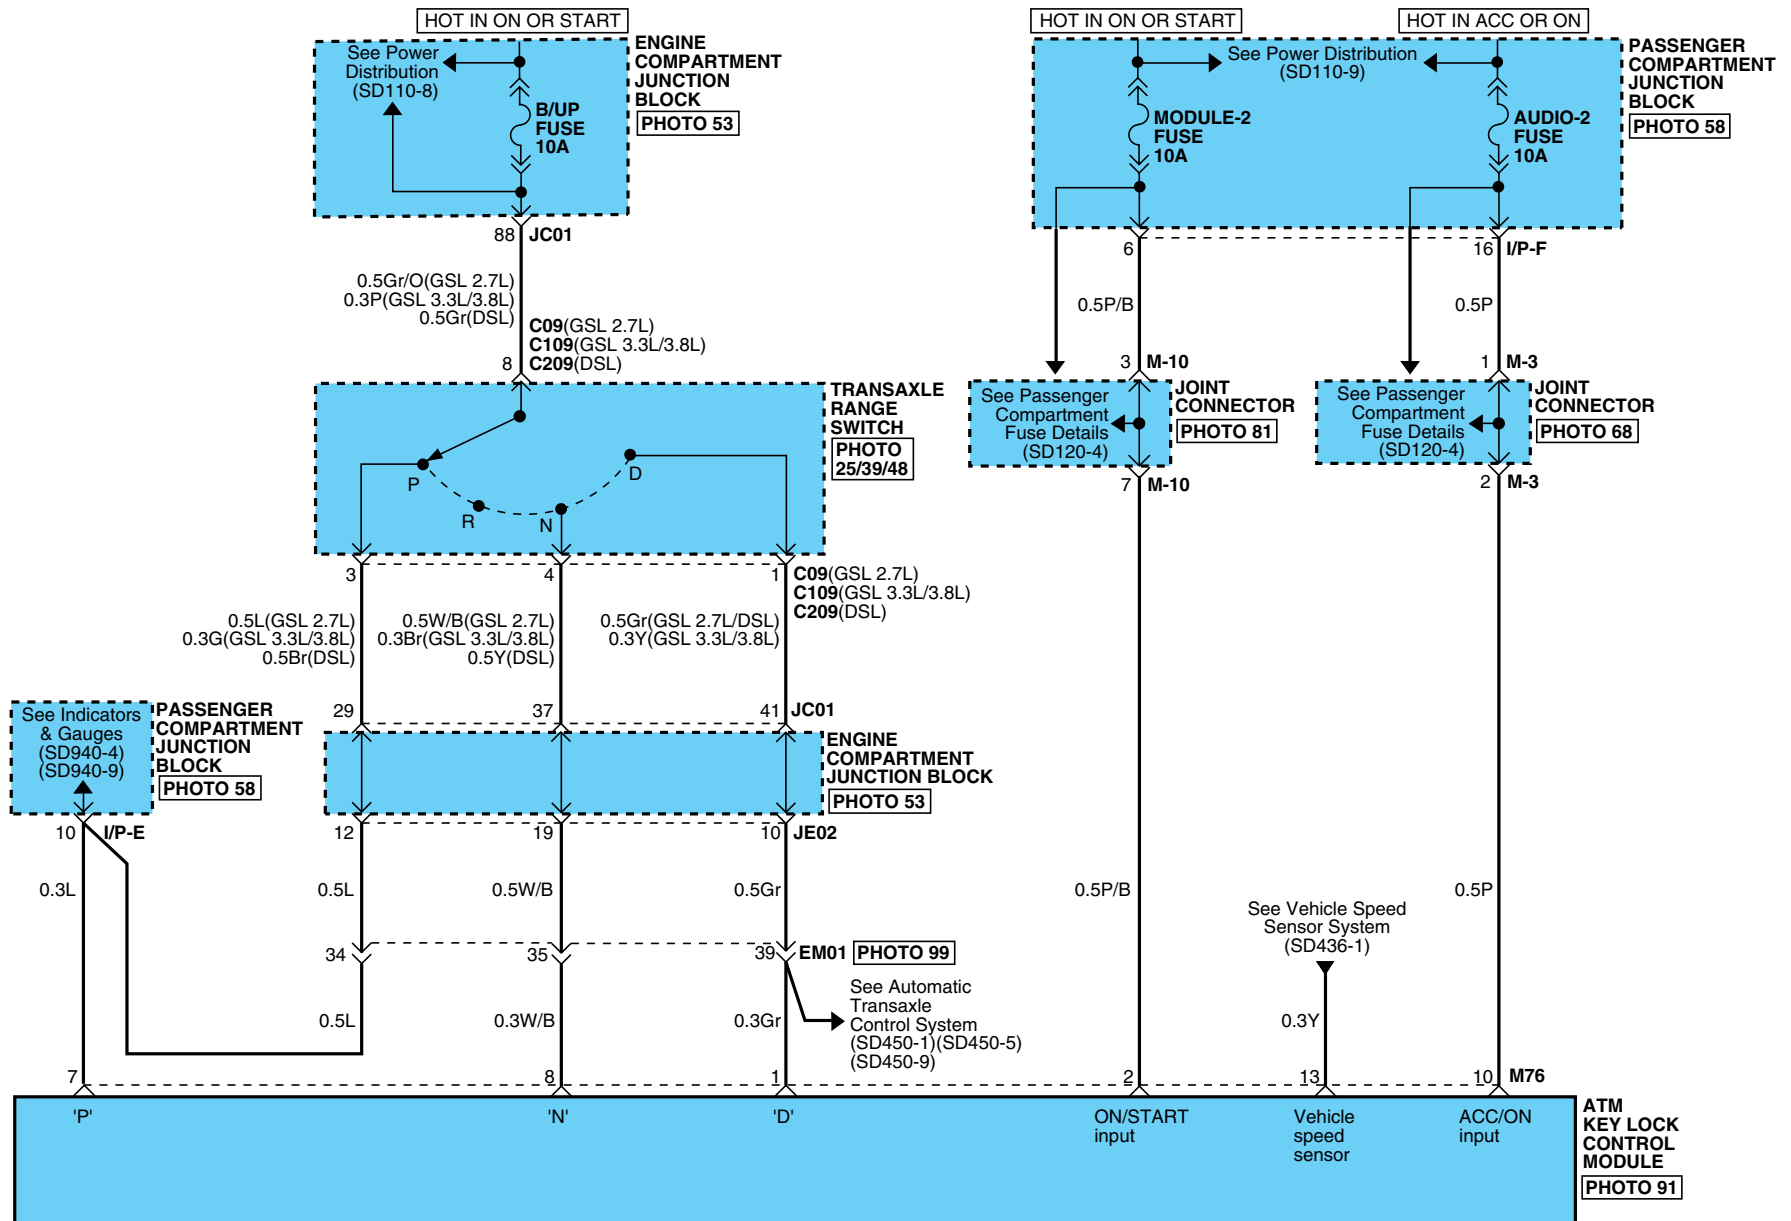 HOT IN ON OR START
HOT IN ON OR START
HOT IN ACC OR ON
See Power
Distribution
(SD110-8)
B/UP
FUSE
10A
ENGINE
COMPARTMENT
JUNCTION
BLOCK
PHOTO 53
See Power Distribution
(SD110-9)
MODULE-2
FUSE
10A
AUDIO-2
FUSE
10A
PASSENGER
COMPARTMENT
JUNCTION
BLOCK
PHOTO 58
88 JC01
6
16 I/P-F
0.5Gr/O(GSL 2.7L)
0.3P(GSL 3.3L/3.8L)
0.5Gr(DSL)
0.5P/B
0.5P
C09(GSL 2.7L)
C109(GSL 3.3L/3.8L)
8 C209(DSL)
3 M-10
1 M-3
TRANSAXLE
RANGE
SWITCH
PHOTO
25/39/48
P
R
N
D
See Passenger
Compartment
Fuse Details
(SD120-4)
JOINT
CONNECTOR
PHOTO 81
See Passenger
Compartment
Fuse Details
(SD120-4)
JOINT
CONNECTOR
PHOTO 68
7 M-10
2 M-3
3
4
1
C09(GSL 2.7L)
C109(GSL 3.3L/3.8L)
C209(DSL)
0.5L(GSL 2.7L)
0.3G(GSL 3.3L/3.8L)
0.5Br(DSL)
0.5W/B(GSL 2.7L)
0.3Br(GSL 3.3L/3.8L)
0.5Y(DSL)
0.5Gr(GSL 2.7L/DSL)
0.3Y(GSL 3.3L/3.8L)
See Indicators
& Gauges
(SD940-4)
(SD940-9)
PASSENGER
COMPARTMENT
JUNCTION
BLOCK
PHOTO 58
29
37
41 JC01
ENGINE
COMPARTMENT
JUNCTION BLOCK
PHOTO 53
10 I/P-E
12
19
10 JE02
0.3L
0.5L
0.5W/B
0.5Gr
0.5P/B
0.5P
See Vehicle Speed
Sensor System
(SD436-1)
34
35
39 EM01 PHOTO 99
See Automatic
Transaxle
Control System
(SD450-1)(SD450-5)
(SD450-9)
0.5L
0.3W/B
0.3Gr
0.3Y
7
8
1
2
13
10 M76
'P'
'N'
'D'
ON/START
input
Vehicle
speed
sensor
ACC/ON
input
ATM
KEY LOCK
CONTROL
MODULE
PHOTO 91